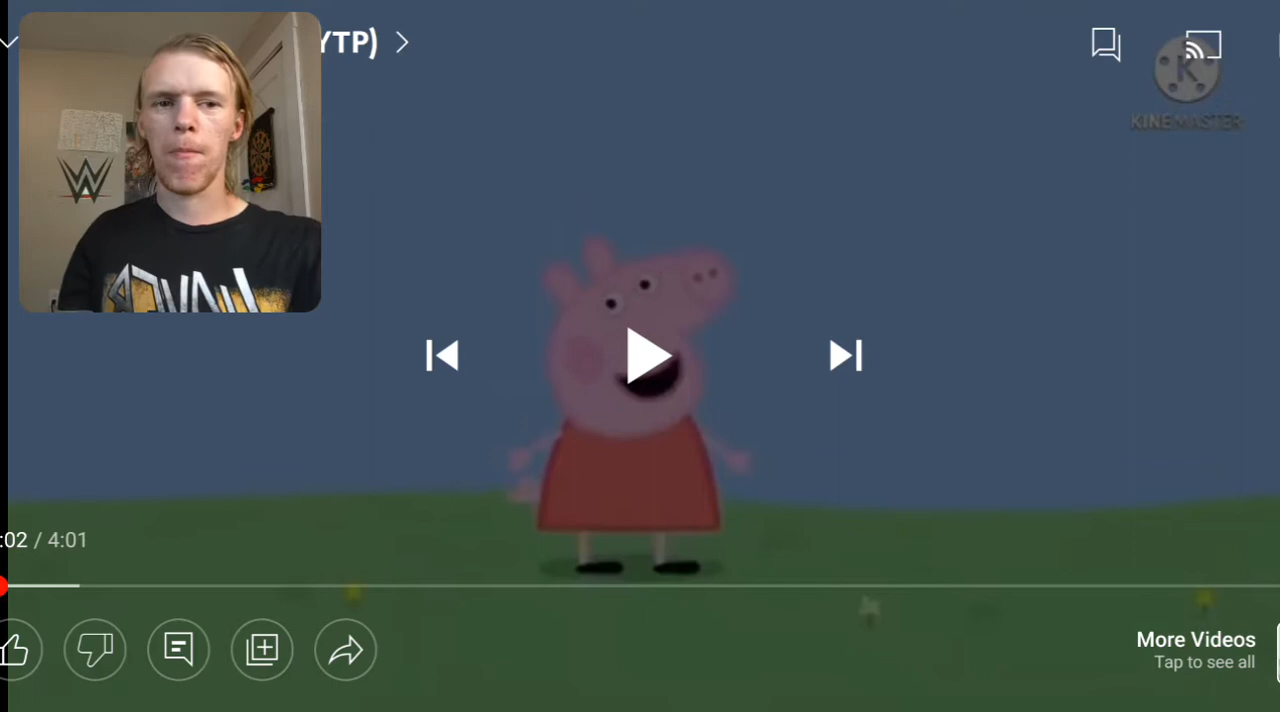 YTP)
KINEMASTER
:02 / 4:01
More Videos
Tap to see all